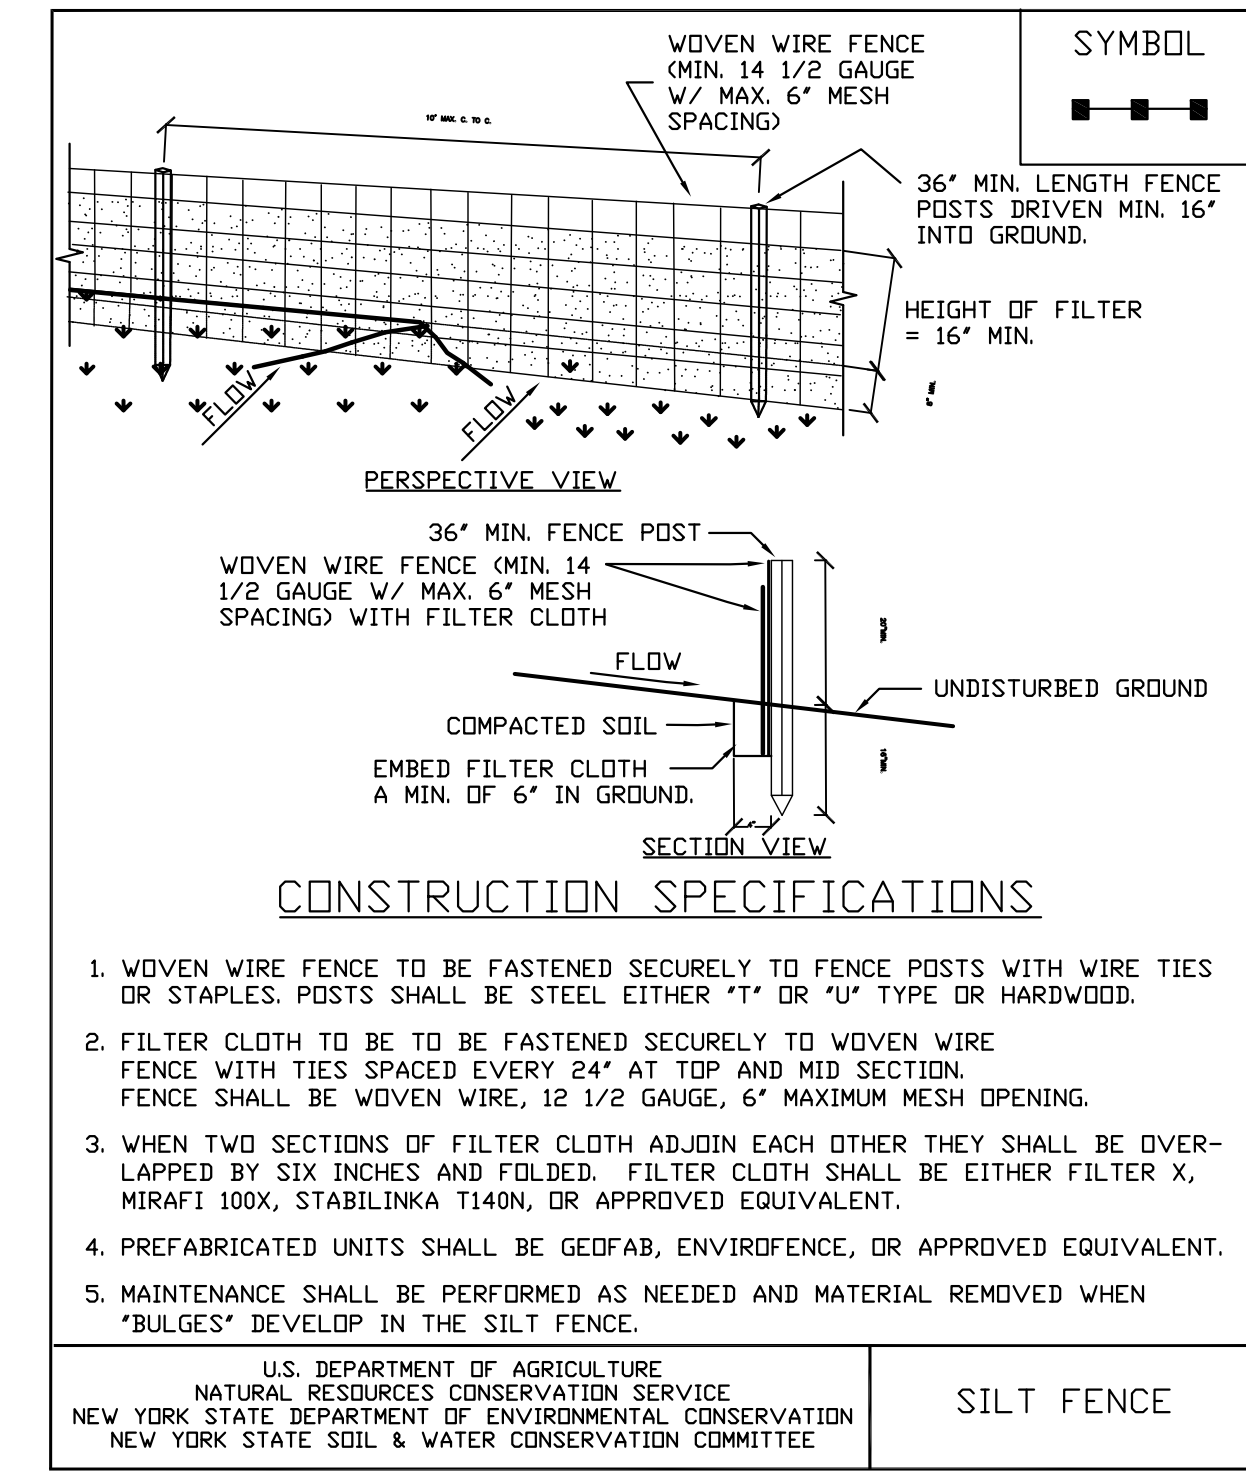 WOVEN WIRE FENCE
(MIN. 14 1/2 GAUGE
W/ MAX. 6" MESH
SPACING)
SYMBOL
10' MAX. C. TO C.
36" MIN. LENGTH FENCE
POSTS DRIVEN MIN. 16"
INTO GROUND.
HEIGHT OF FILTER
= 16" MIN.
8" MIN.
FLOW
FLOW
PERSPECTIVE VIEW
36" MIN. FENCE POST
WOVEN WIRE FENCE (MIN. 14
1/2 GAUGE W/ MAX. 6" MESH
SPACING) WITH FILTER CLOTH
20"MIN.
FLOW
UNDISTURBED GROUND
COMPACTED SOIL
EMBED FILTER CLOTH
A MIN. OF 6" IN GROUND.
16"MIN.
4"
SECTION VIEW
CONSTRUCTION SPECIFICATIONS
1. WOVEN WIRE FENCE TO BE FASTENED SECURELY TO FENCE POSTS WITH WIRE TIES
OR STAPLES. POSTS SHALL BE STEEL EITHER "T" OR "U" TYPE OR HARDWOOD.
2. FILTER CLOTH TO BE TO BE FASTENED SECURELY TO WOVEN WIRE
FENCE WITH TIES SPACED EVERY 24" AT TOP AND MID SECTION.
FENCE SHALL BE WOVEN WIRE, 12 1/2 GAUGE, 6" MAXIMUM MESH OPENING.
3. WHEN TWO SECTIONS OF FILTER CLOTH ADJOIN EACH OTHER THEY SHALL BE OVER-
LAPPED BY SIX INCHES AND FOLDED. FILTER CLOTH SHALL BE EITHER FILTER X,
MIRAFI 100X, STABILINKA T140N, OR APPROVED EQUIVALENT.
4. PREFABRICATED UNITS SHALL BE GEOFAB, ENVIROFENCE, OR APPROVED EQUIVALENT.
5. MAINTENANCE SHALL BE PERFORMED AS NEEDED AND MATERIAL REMOVED WHEN
"BULGES" DEVELOP IN THE SILT FENCE.
U.S. DEPARTMENT OF AGRICULTURE
NATURAL RESOURCES CONSERVATION SERVICE
NEW YORK STATE DEPARTMENT OF ENVIRONMENTAL CONSERVATION
NEW YORK STATE SOIL & WATER CONSERVATION COMMITTEE
SILT FENCE